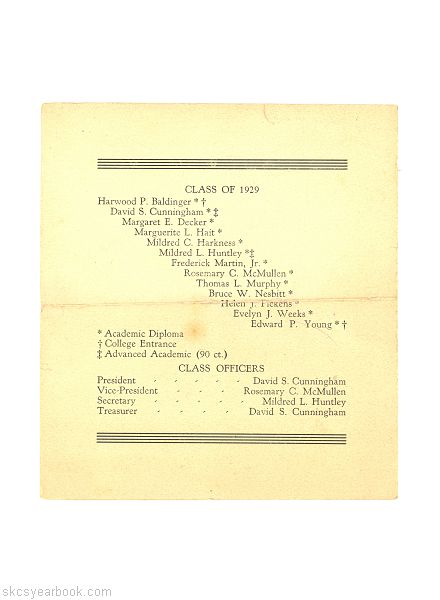 CLASS OF 1929
Harwood P. Baldinger * †
David S. Cunningham * ‡
Margaret E. Decker *
Marguerite L. Hait *
Mildred C. Harkness *
Mildred L. Huntley * ‡
Frederick Martin, Jr. *
Rosemary C. McMullen *
Thomas L. Murphy *
Bruce W. Nesbitt *
Helen J. Pickens *
Evelyn J. Weeks *
Edward P. Young * †
* Academic Diploma
† College Entrance
‡ Advanced Academic (90 ct.)
CLASS OFFICERS
President - - - - - David S. Cunningham
Vice-President - - - - Rosemary C. McMullen
Secretary - - - - Mildred L. Huntley
Treasurer - - - - - David S. Cunningham
skcsyearbook.com